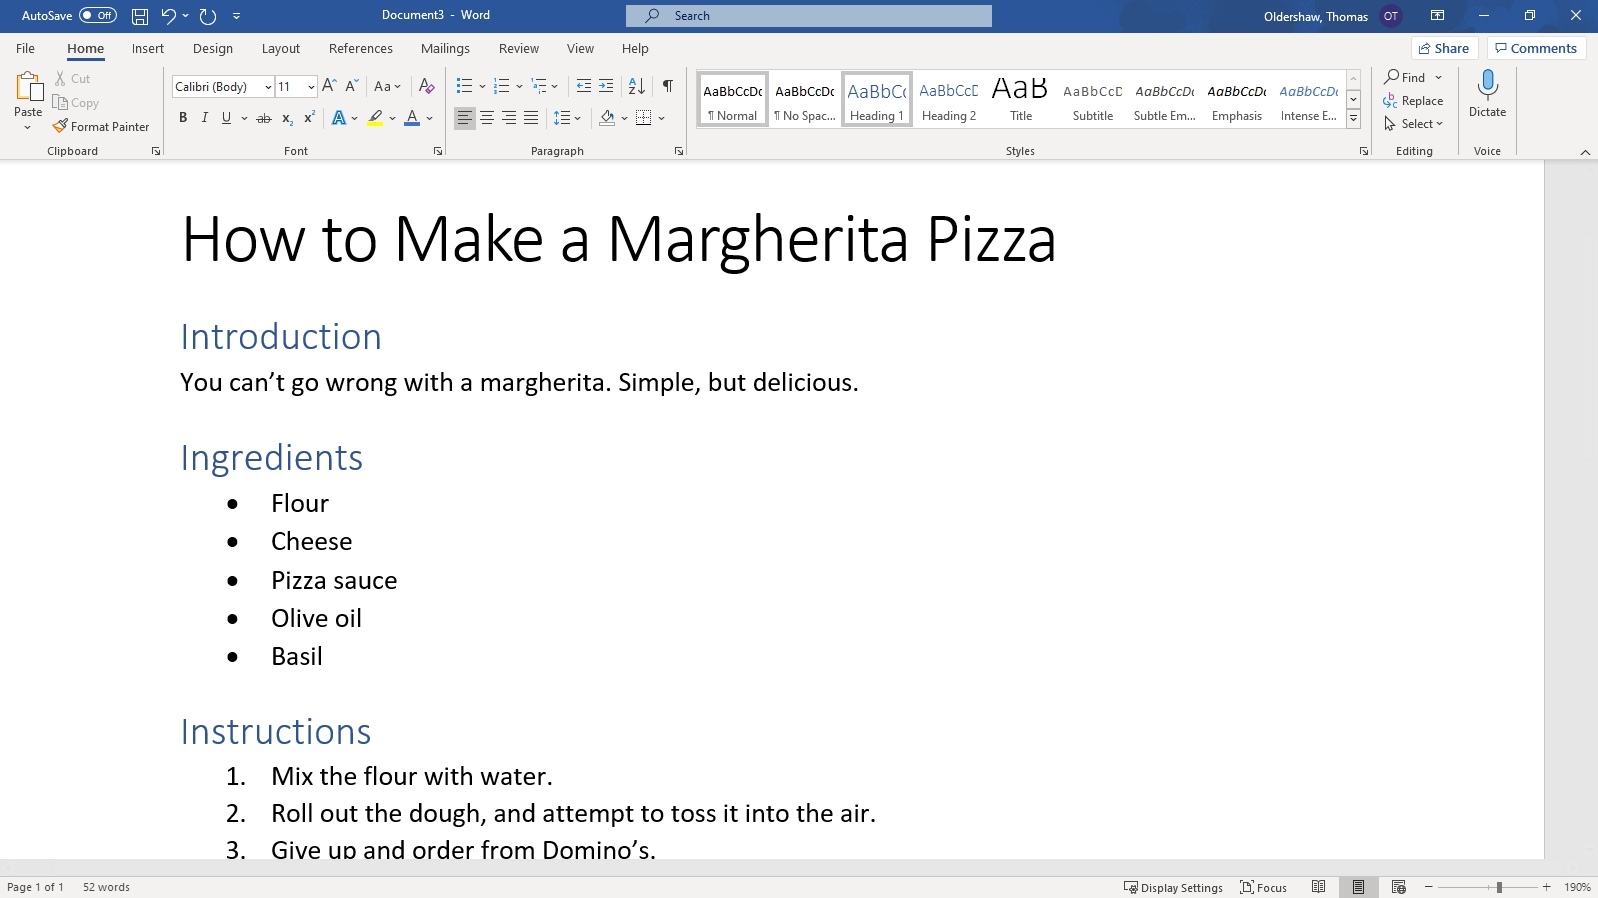 AutoSave Off Document3 - Word Search Oldershaw, Thomas OT
File Home Insert Design Layout References Mailings Review View Help Share Comments
Paste
Cut
Copy
Format Painter
Clipboard
Calibri (Body) 11
Font
Paragraph
AaBbCcDc AaBbCcDc AaBbCc AaBbCcD AaB AaBbCcD AaBbCcDc AaBbCcDc AaBbCcDc
¶ Normal ¶ No Spac... Heading 1 Heading 2 Title Subtitle Subtle Em... Emphasis Intense E...
Styles
Find
Replace
Select
Editing
Dictate
Voice
How to Make a Margherita Pizza
Introduction
You can’t go wrong with a margherita. Simple, but delicious.
Ingredients
• Flour
• Cheese
• Pizza sauce
• Olive oil
• Basil
Instructions
1. Mix the flour with water.
2. Roll out the dough, and attempt to toss it into the air.
3. Give up and order from Domino’s.
Page 1 of 1 52 words Display Settings Focus 190%